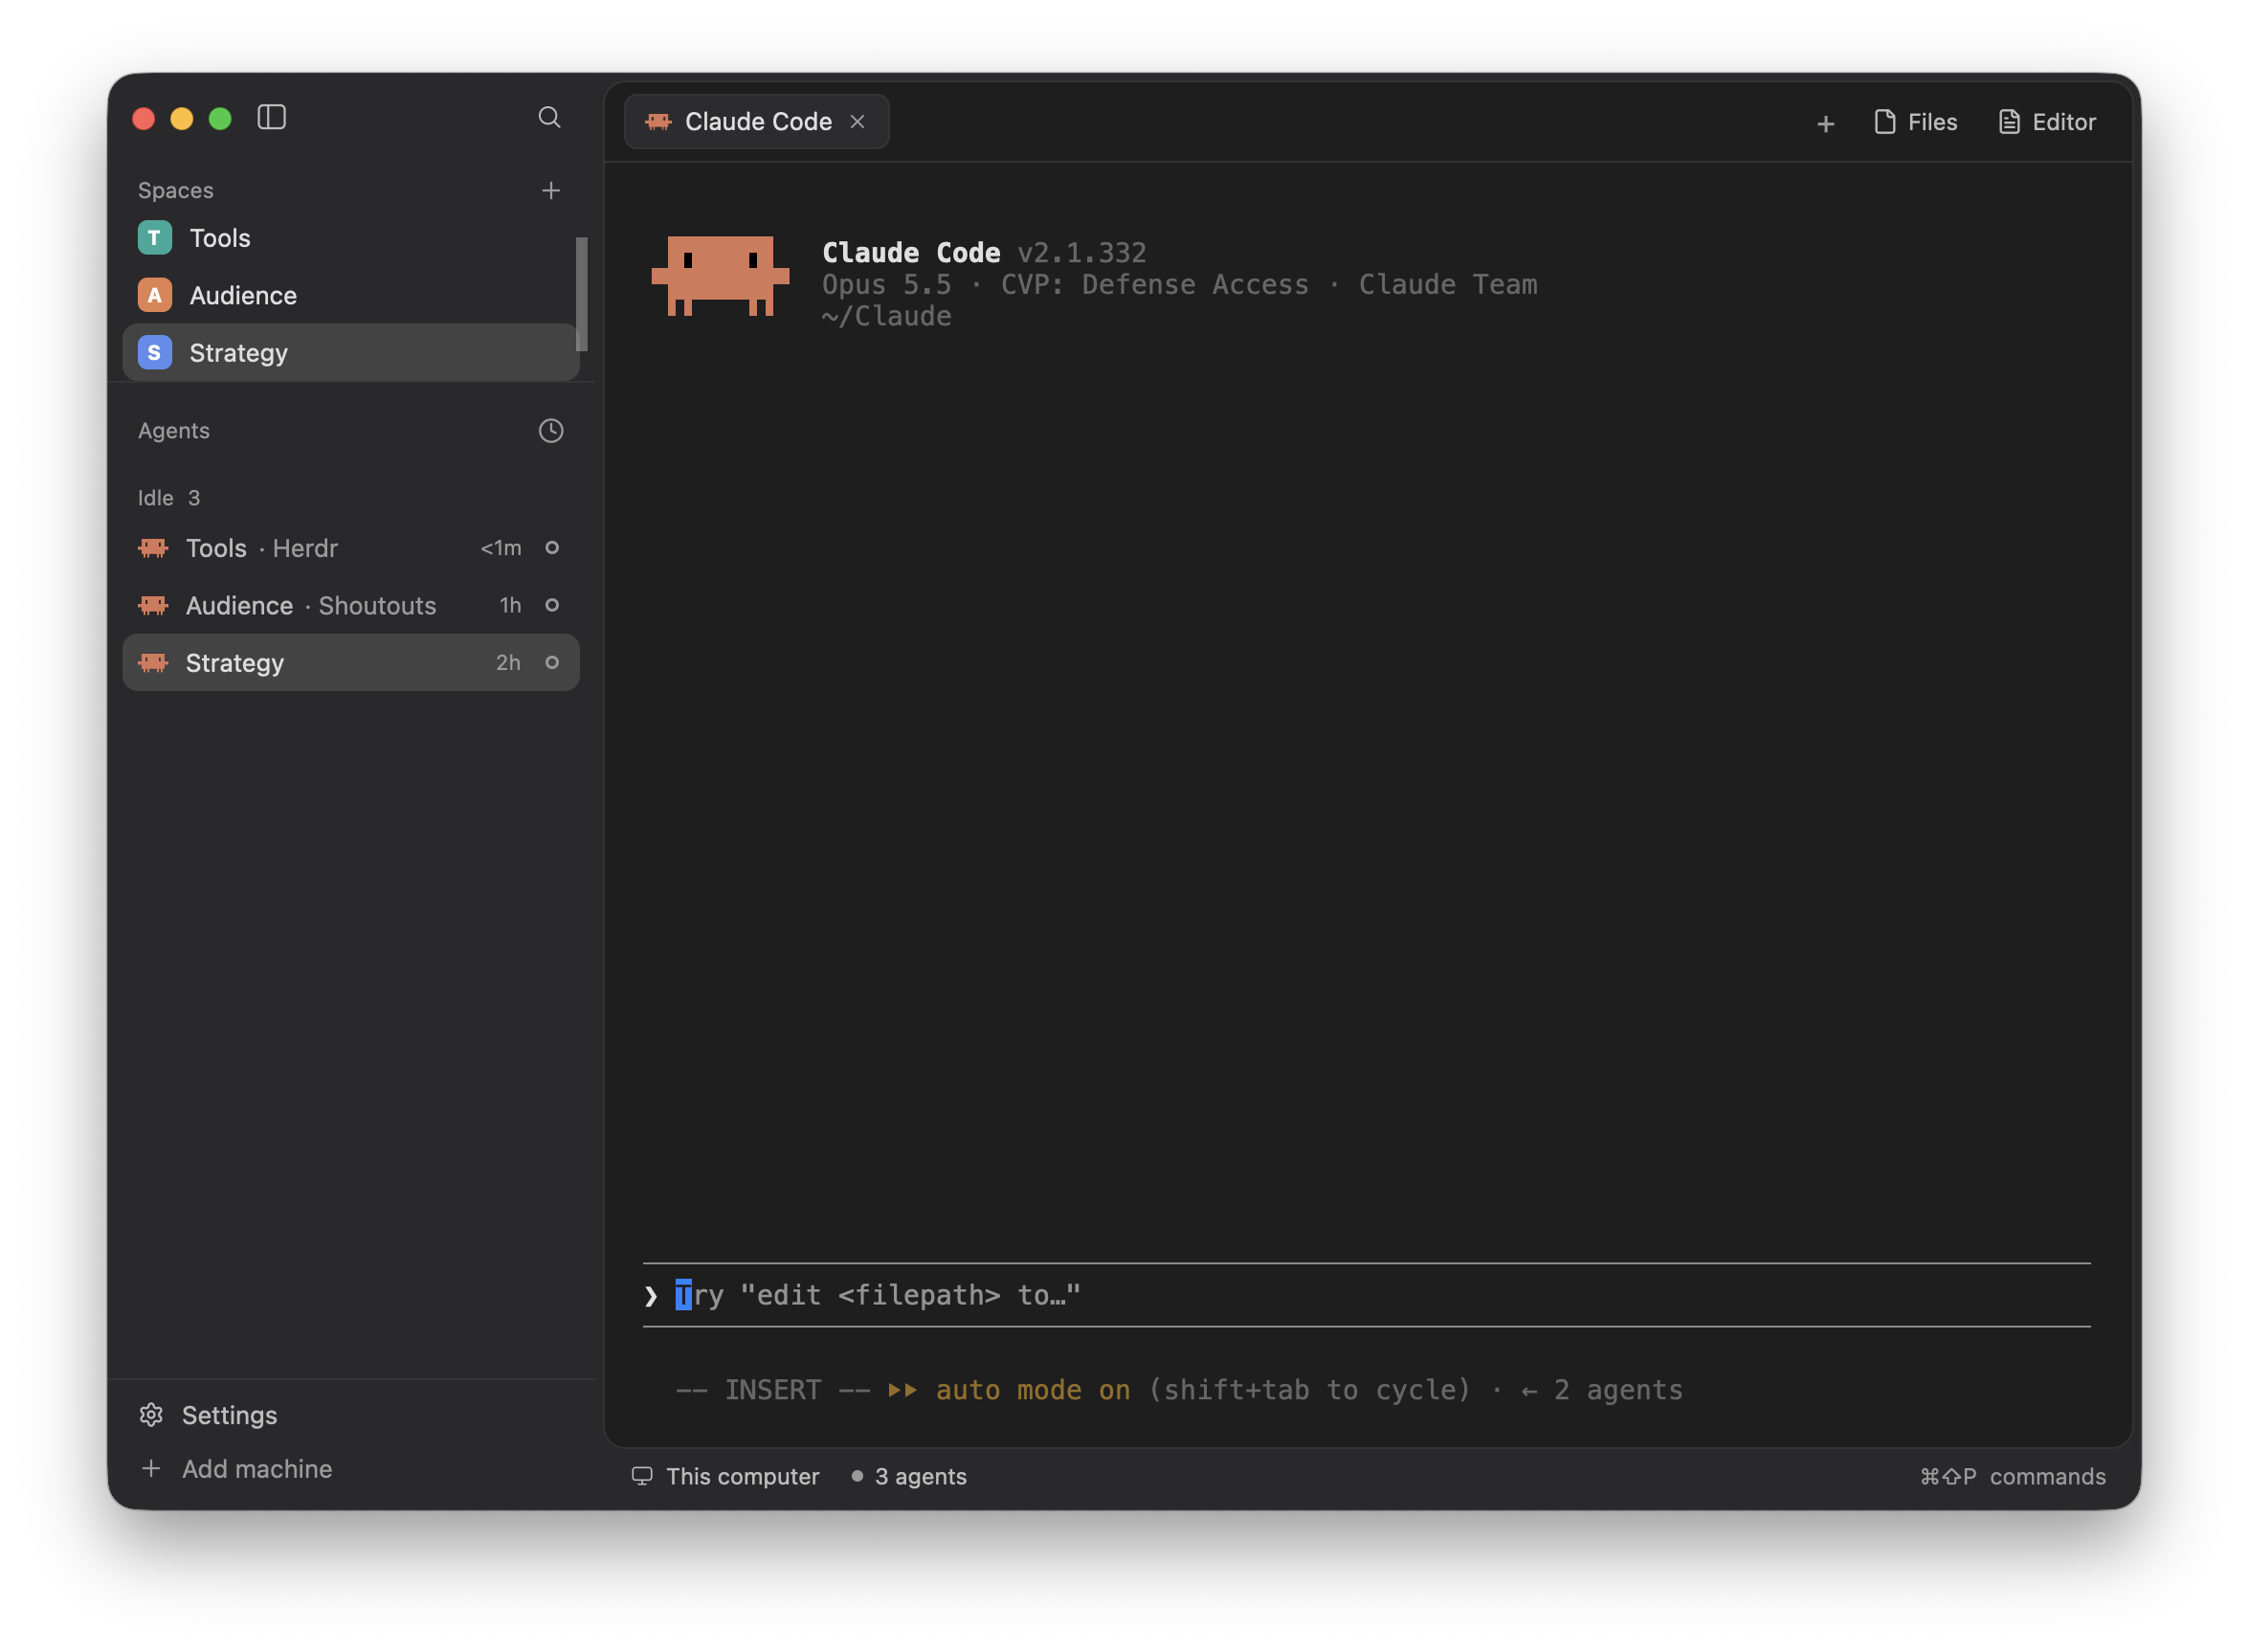 Claude Code
+
Files
Editor
Spaces
T Tools
A Audience
S Strategy
Agents
Idle 3
Tools · Herdr <1m
Audience · Shoutouts 1h
Strategy 2h
Settings
+ Add machine
Claude Code v2.1.332
Opus 5.5 · CVP: Defense Access · Claude Team
~/Claude
❯ Try "edit <filepath> to…"
-- INSERT -- ⏵⏵ auto mode on (shift+tab to cycle) · ← 2 agents
This computer ● 3 agents
⌘⇧P commands